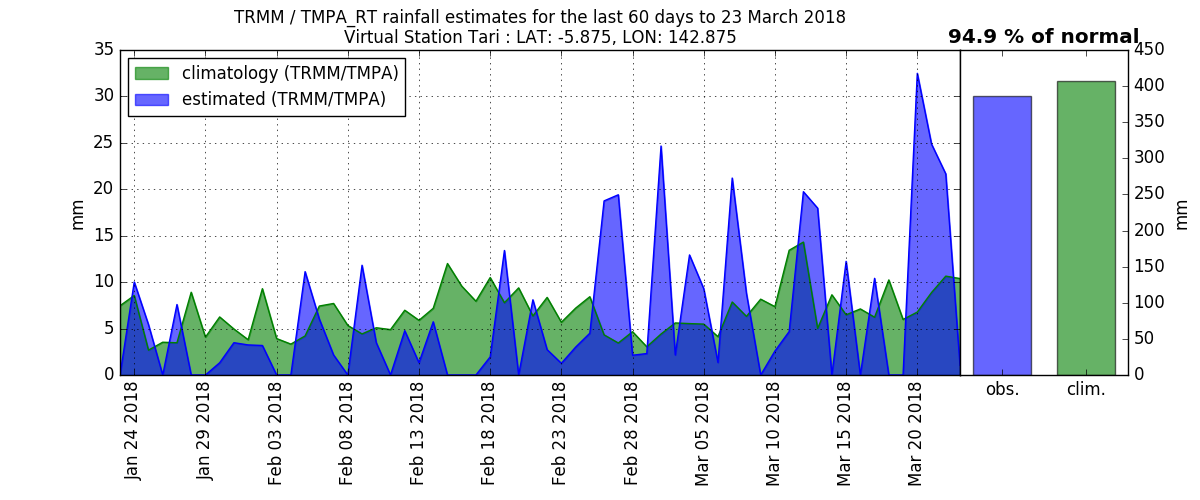 TRMM / TMPA_RT rainfall estimates for the last 60 days to 23 March 2018
Virtual Station Tari : LAT: -5.875, LON: 142.875
94.9 % of normal
climatology (TRMM/TMPA)
estimated (TRMM/TMPA)
35
30
25
20
15
10
5
0
mm
Jan 24 2018
Jan 29 2018
Feb 03 2018
Feb 08 2018
Feb 13 2018
Feb 18 2018
Feb 23 2018
Feb 28 2018
Mar 05 2018
Mar 10 2018
Mar 15 2018
Mar 20 2018
450
400
350
300
250
200
150
100
50
0
mm
obs.
clim.